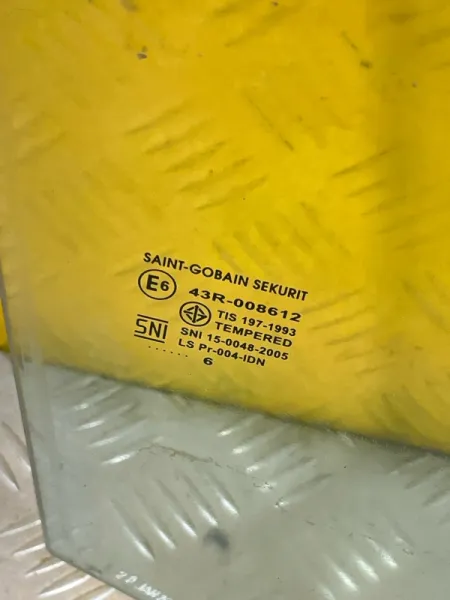 SAINT-GOBAIN SEKURIT
E6 43R-008612
TIS 197-1993
TEMPERED
SNI SNI 15-0048-2005
LS Pr-004-IDN
...... 6